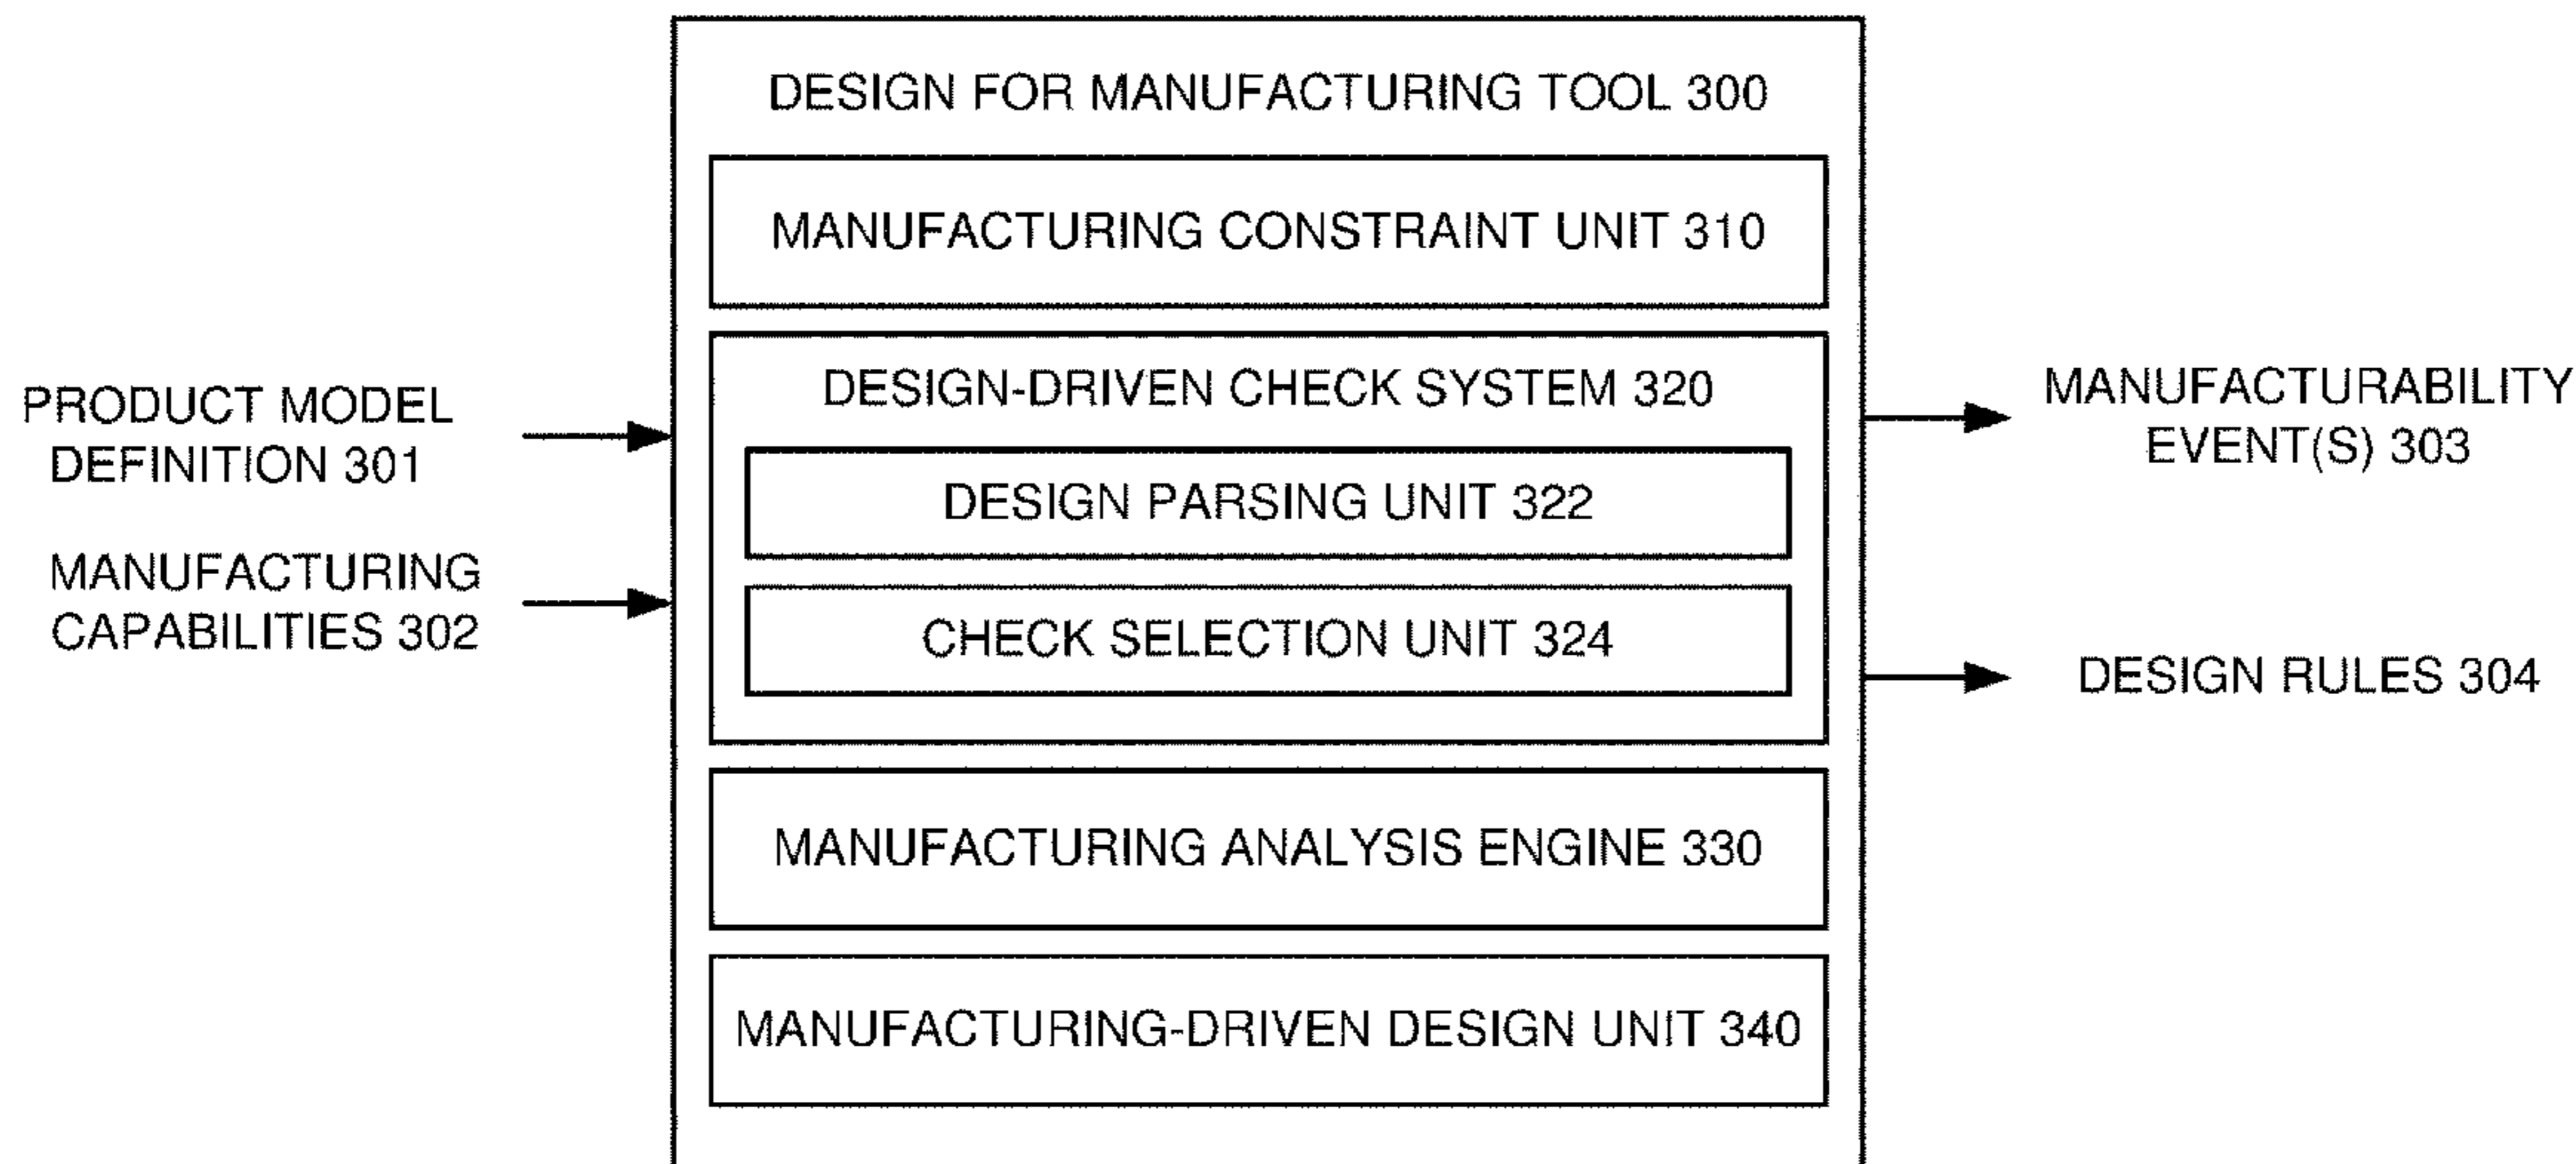 DESIGN FOR MANUFACTURING TOOL 300
MANUFACTURING CONSTRAINT UNIT 310
PRODUCT MODEL
DEFINITION 301
MANUFACTURING
CAPABILITIES 302
DESIGN-DRIVEN CHECK SYSTEM 320
DESIGN PARSING UNIT 322
CHECK SELECTION UNIT 324
MANUFACTURING ANALYSIS ENGINE 330
MANUFACTURING-DRIVEN DESIGN UNIT 340
MANUFACTURABILITY
EVENT(S) 303
DESIGN RULES 304